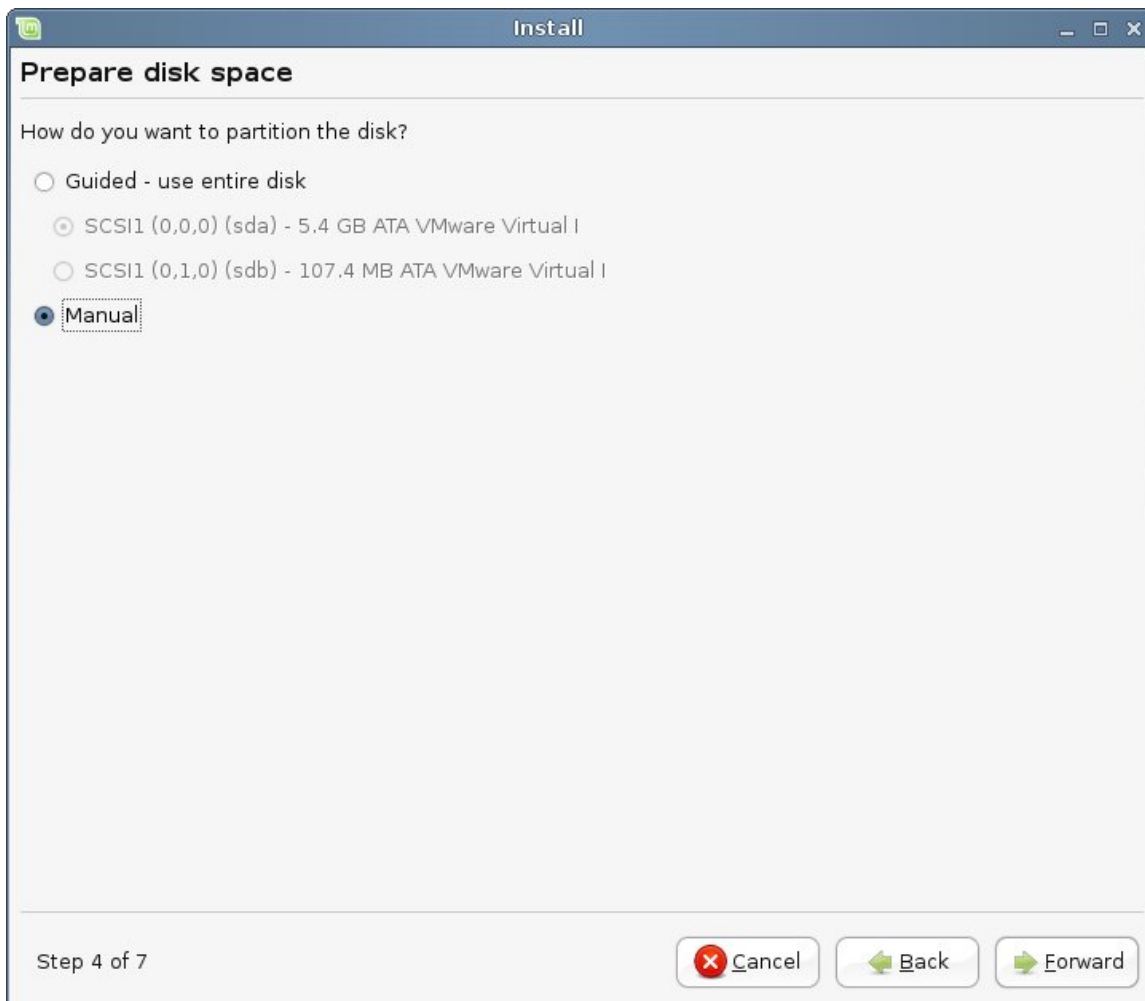 Install
Prepare disk space
How do you want to partition the disk?
Guided - use entire disk
SCSI1 (0,0,0) (sda) - 5.4 GB ATA VMware Virtual I
SCSI1 (0,1,0) (sdb) - 107.4 MB ATA VMware Virtual I
Manual
Step 4 of 7
Cancel
Back
Forward